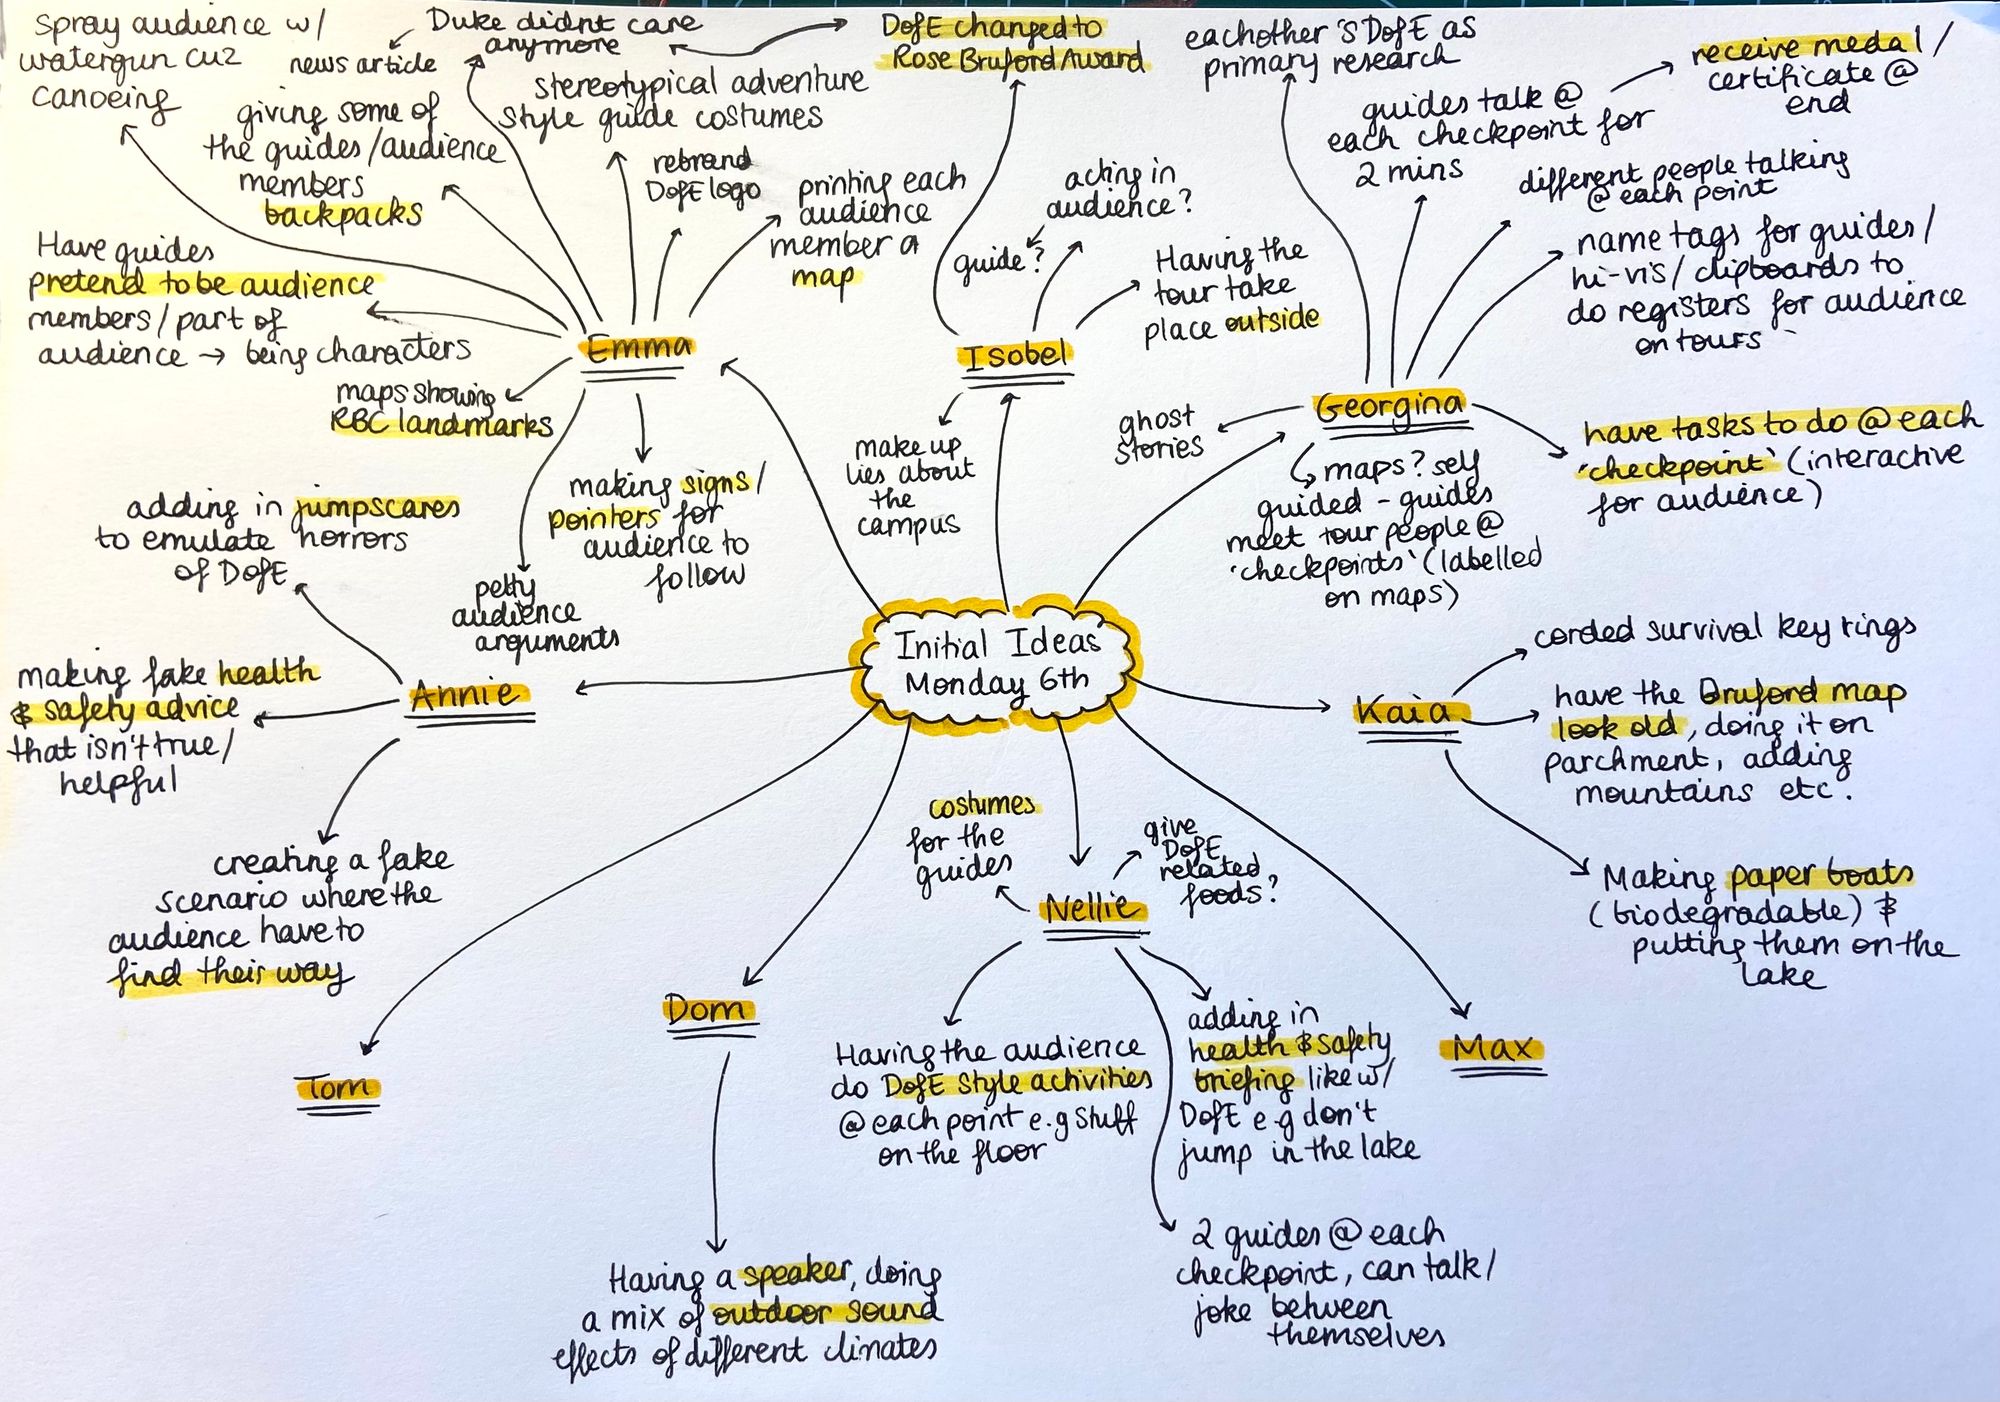 Initial Ideas
Monday 6th
Emma
Spray audience w/
watergun cuz
canoeing
Duke didnt care
anymore
news article
giving some of
the guides/audience
members
backpacks
stereotypical adventure
style guide costumes
rebrand
DofE logo
printing each
audience
member a
map
Have guides
pretend to be audience
members/part of
audience → being characters
maps showing
RBC landmarks
making signs/
pointers for
audience to
follow
petty
audience
arguments
Isobel
DofE changed to
Rose Bruford Award
acting in
audience?
guide?
Having the
tour take
place outside
make up
lies about
the
campus
Georgina
eachother's DofE as
primary research
guides talk @
each checkpoint for
2 mins
receive medal/
certificate @
end
different people talking
@ each point
name tags for guides/
hi-vis/clipboards to
do registers for audience
on tours
have tasks to do @ each
'checkpoint' (interactive
for audience)
ghost
stories
maps? self
guided - guides
meet tour people @
'checkpoints' (labelled
on maps)
Kaia
corded survival key rings
have the Bruford map
look old, doing it on
parchment, adding
mountains etc.
Making paper boats
(biodegradable) &
putting them on the
lake
Max
Nellie
costumes
for the
guides
give
DofE
related
foods?
Having the audience
do DofE style activities
@ each point e.g stuff
on the floor
adding in
health & safety
briefing like w/
DofE e.g don't
jump in the lake
2 guides @ each
checkpoint, can talk/
joke between
themselves
Dom
Having a speaker, doing
a mix of outdoor sound
effects of different climates
Tom
Annie
adding in jumpscares
to emulate horrors
of DofE
making fake health
& safety advice
that isn't true/
helpful
creating a fake
scenario where the
audience have to
find their way